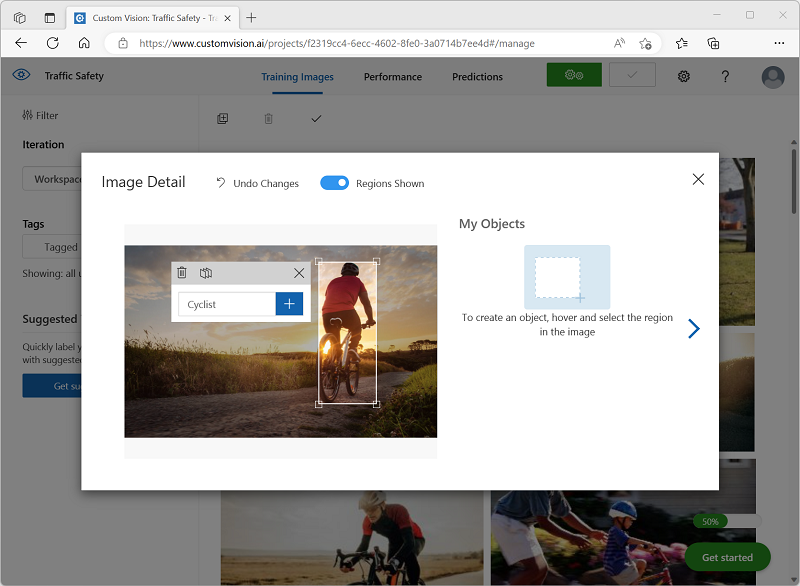 Custom Vision: Traffic Safety - Tr
https://www.customvision.ai/projects/f2319cc4-6ecc-4602-8fe0-3a0714b7ee4d#/manage
Traffic Safety
Training Images
Performance
Predictions
Filter
Iteration
Workspac
Tags
Tagged
Showing: all u
Suggested
Quickly label y
with suggeste
Get su
Image Detail
Undo Changes
Regions Shown
Cyclist
My Objects
To create an object, hover and select the region
in the image
50%
Get started